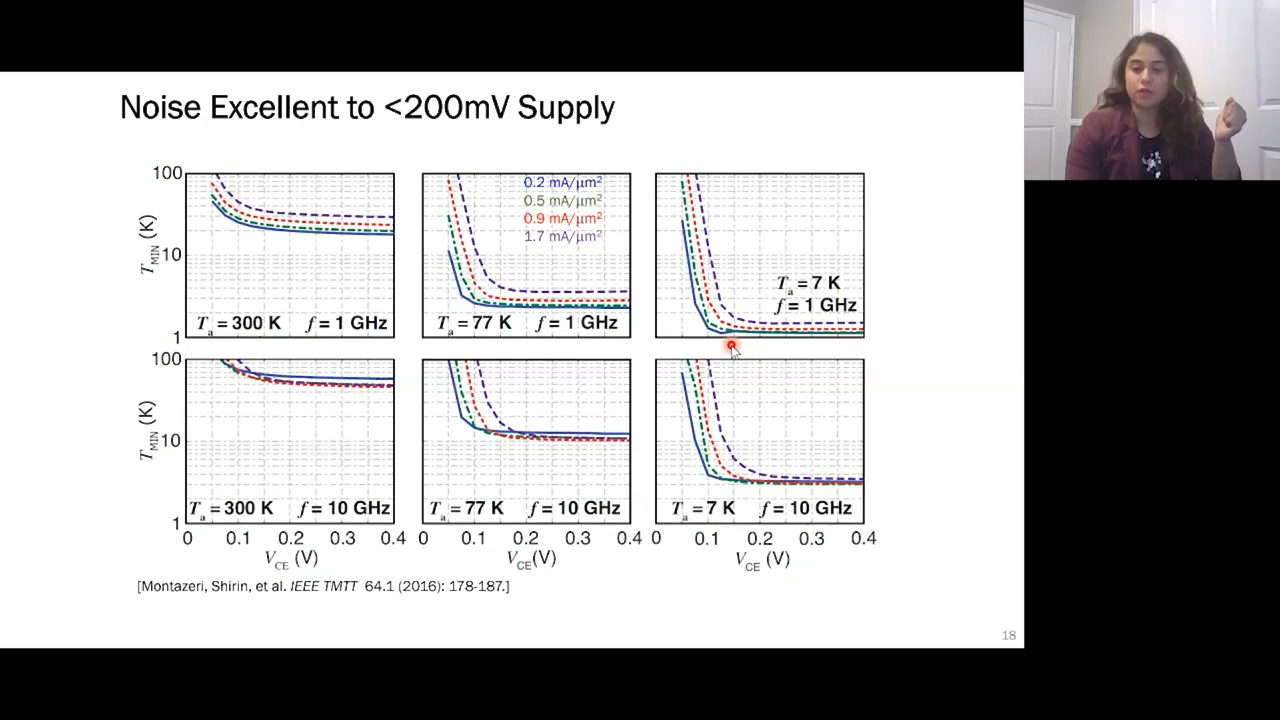 Noise Excellent to <200mV Supply
100
10
1
T_MIN (K)
T_a = 300 K f = 1 GHz
0.2 mA/µm²
0.5 mA/µm²
0.9 mA/µm²
1.7 mA/µm²
T_a = 77 K f = 1 GHz
T_a = 7 K
f = 1 GHz
100
10
1
T_MIN (K)
T_a = 300 K f = 10 GHz
T_a = 77 K f = 10 GHz
T_a = 7 K f = 10 GHz
0 0.1 0.2 0.3 0.4
V_CE (V)
0 0.1 0.2 0.3 0.4
V_CE(V)
0 0.1 0.2 0.3 0.4
V_CE (V)
[Montazeri, Shirin, et al. IEEE TMTT 64.1 (2016): 178-187.]
18